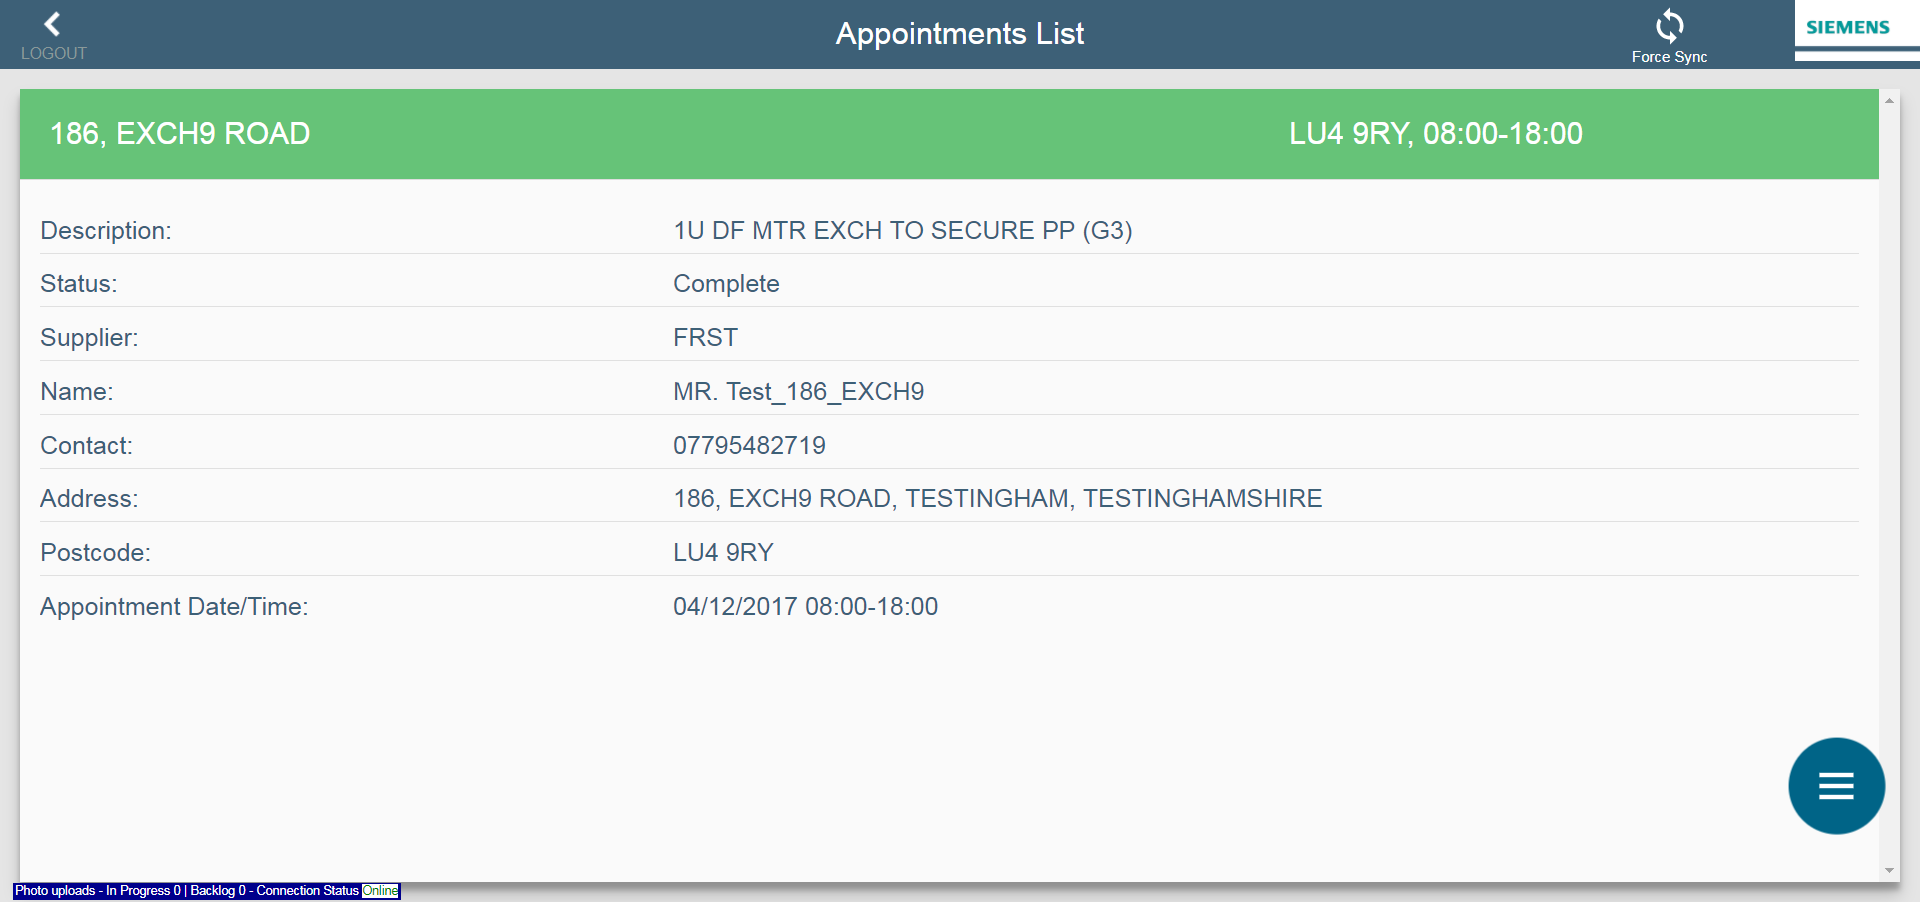 LOGOUT
Appointments List
Force Sync
SIEMENS
186, EXCH9 ROAD LU4 9RY, 08:00-18:00
Description: 1U DF MTR EXCH TO SECURE PP (G3)
Status: Complete
Supplier: FRST
Name: MR. Test_186_EXCH9
Contact: 07795482719
Address: 186, EXCH9 ROAD, TESTINGHAM, TESTINGHAMSHIRE
Postcode: LU4 9RY
Appointment Date/Time: 04/12/2017 08:00-18:00
Photo uploads - In Progress 0 | Backlog 0 - Connection Status Online